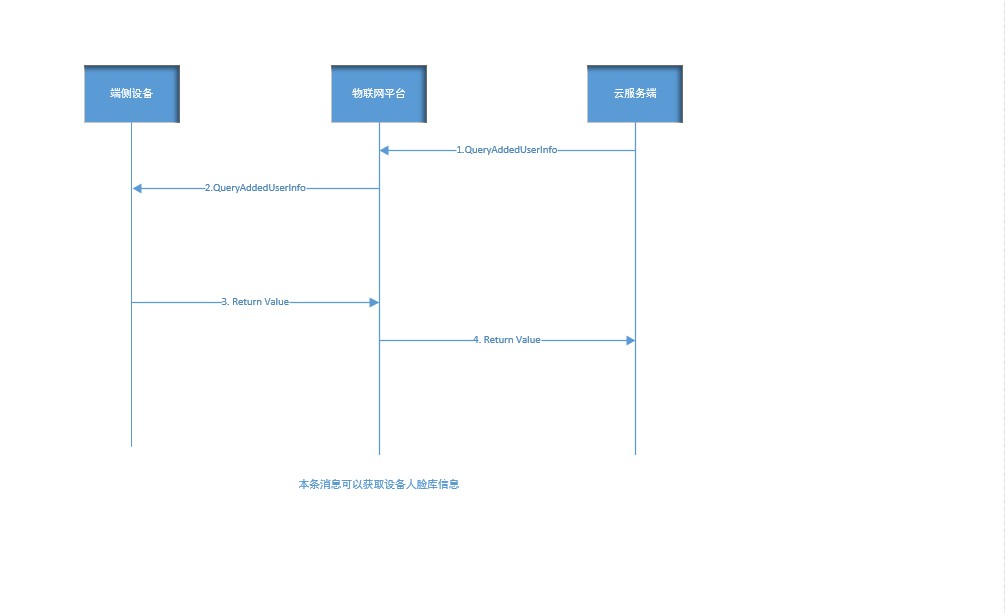 端侧设备
物联网平台
云服务端
1.QueryAddedUserInfo
2.QueryAddedUserInfo
3. Return Value
4. Return Value
本条消息可以获取设备人脸库信息